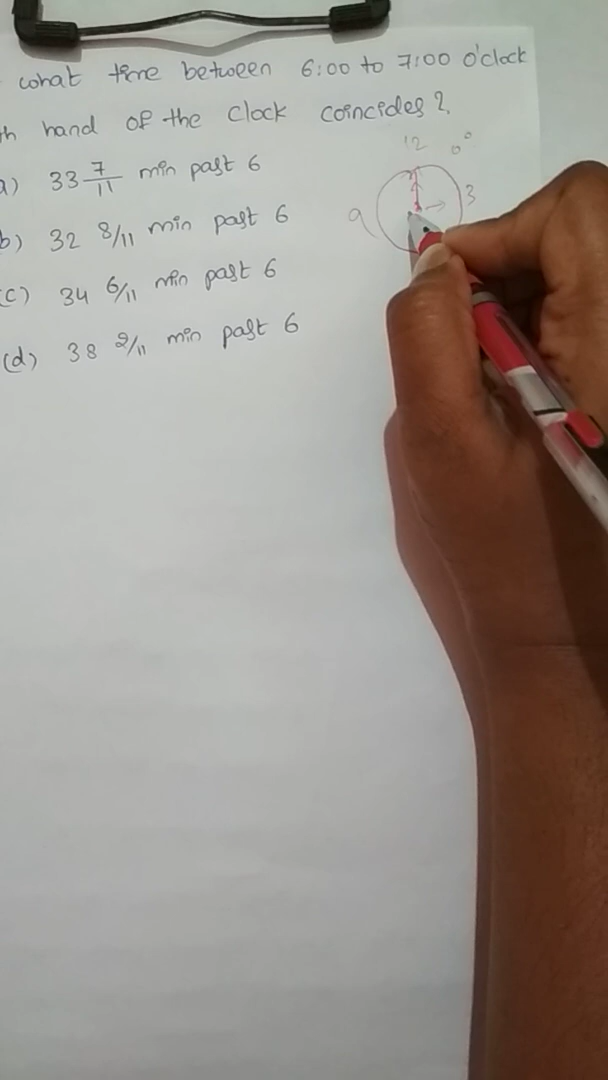 what time between 6:00 to 7:00 o'clock
hand of the clock coincides ?
a) 33 7/11 min past 6
b) 32 8/11 min past 6
(c) 34 6/11 min past 6
(d) 38 2/11 min past 6
12 0°
9 3